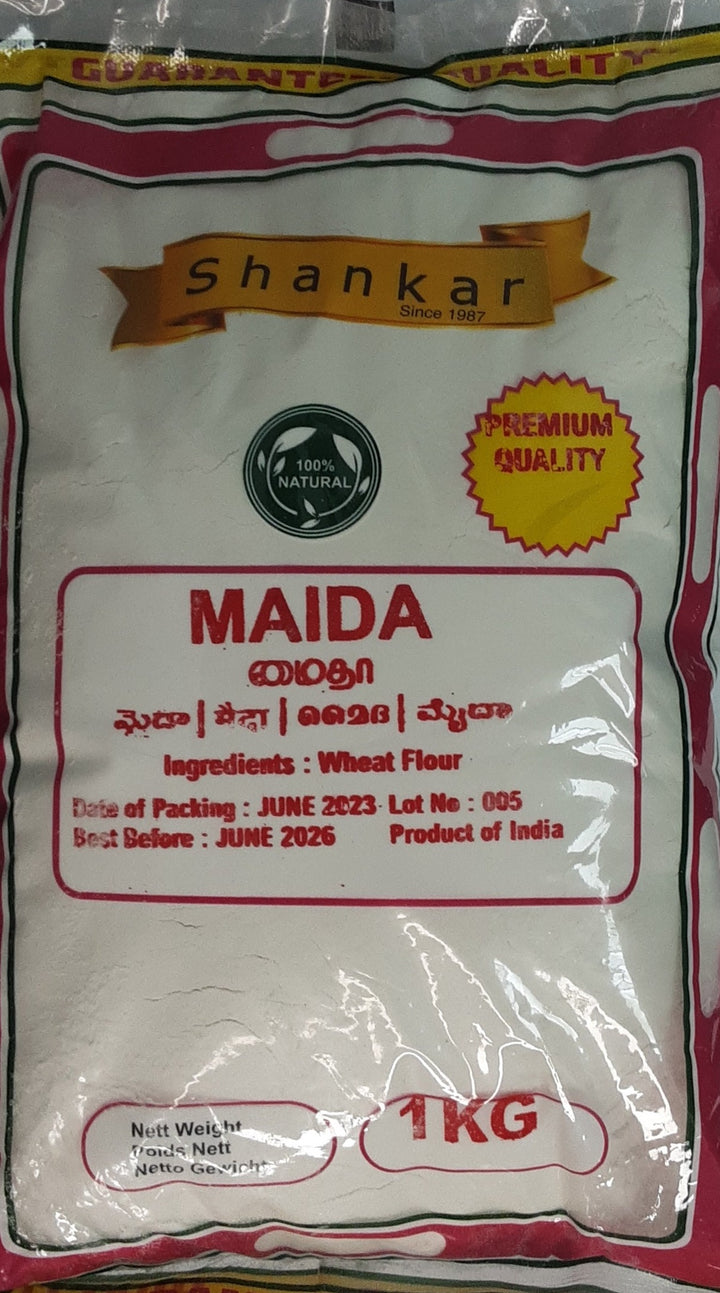 GUARANTEE QUALITY
Shankar
Since 1987
100%
NATURAL
PREMIUM
QUALITY
MAIDA
மைதா
మైదా | मैदा | മൈദ | ಮೈದಾ
Ingredients : Wheat Flour
Date of Packing : JUNE 2023 Lot No : 005
Best Before : JUNE 2026 Product of India
Nett Weight
Poids Nett
Netto Gewicht
1KG